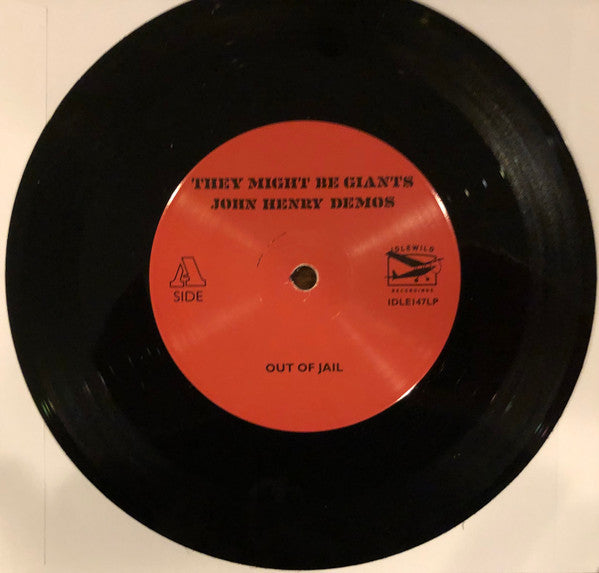 THEY MIGHT BE GIANTS
JOHN HENRY DEMOS
A
SIDE
IDLEWILD
RECORDINGS
IDLE147LP
OUT OF JAIL